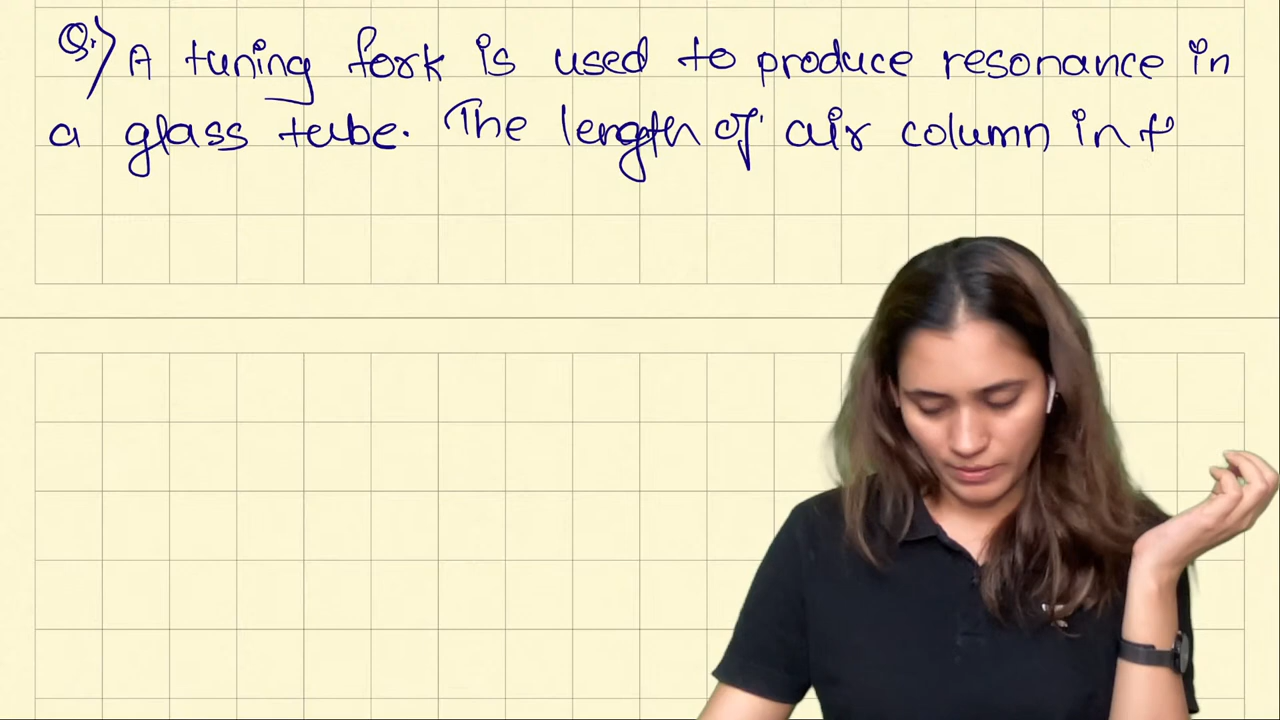 Q.) A tuning fork is used to produce resonance in
a glass tube. The length of air column in t